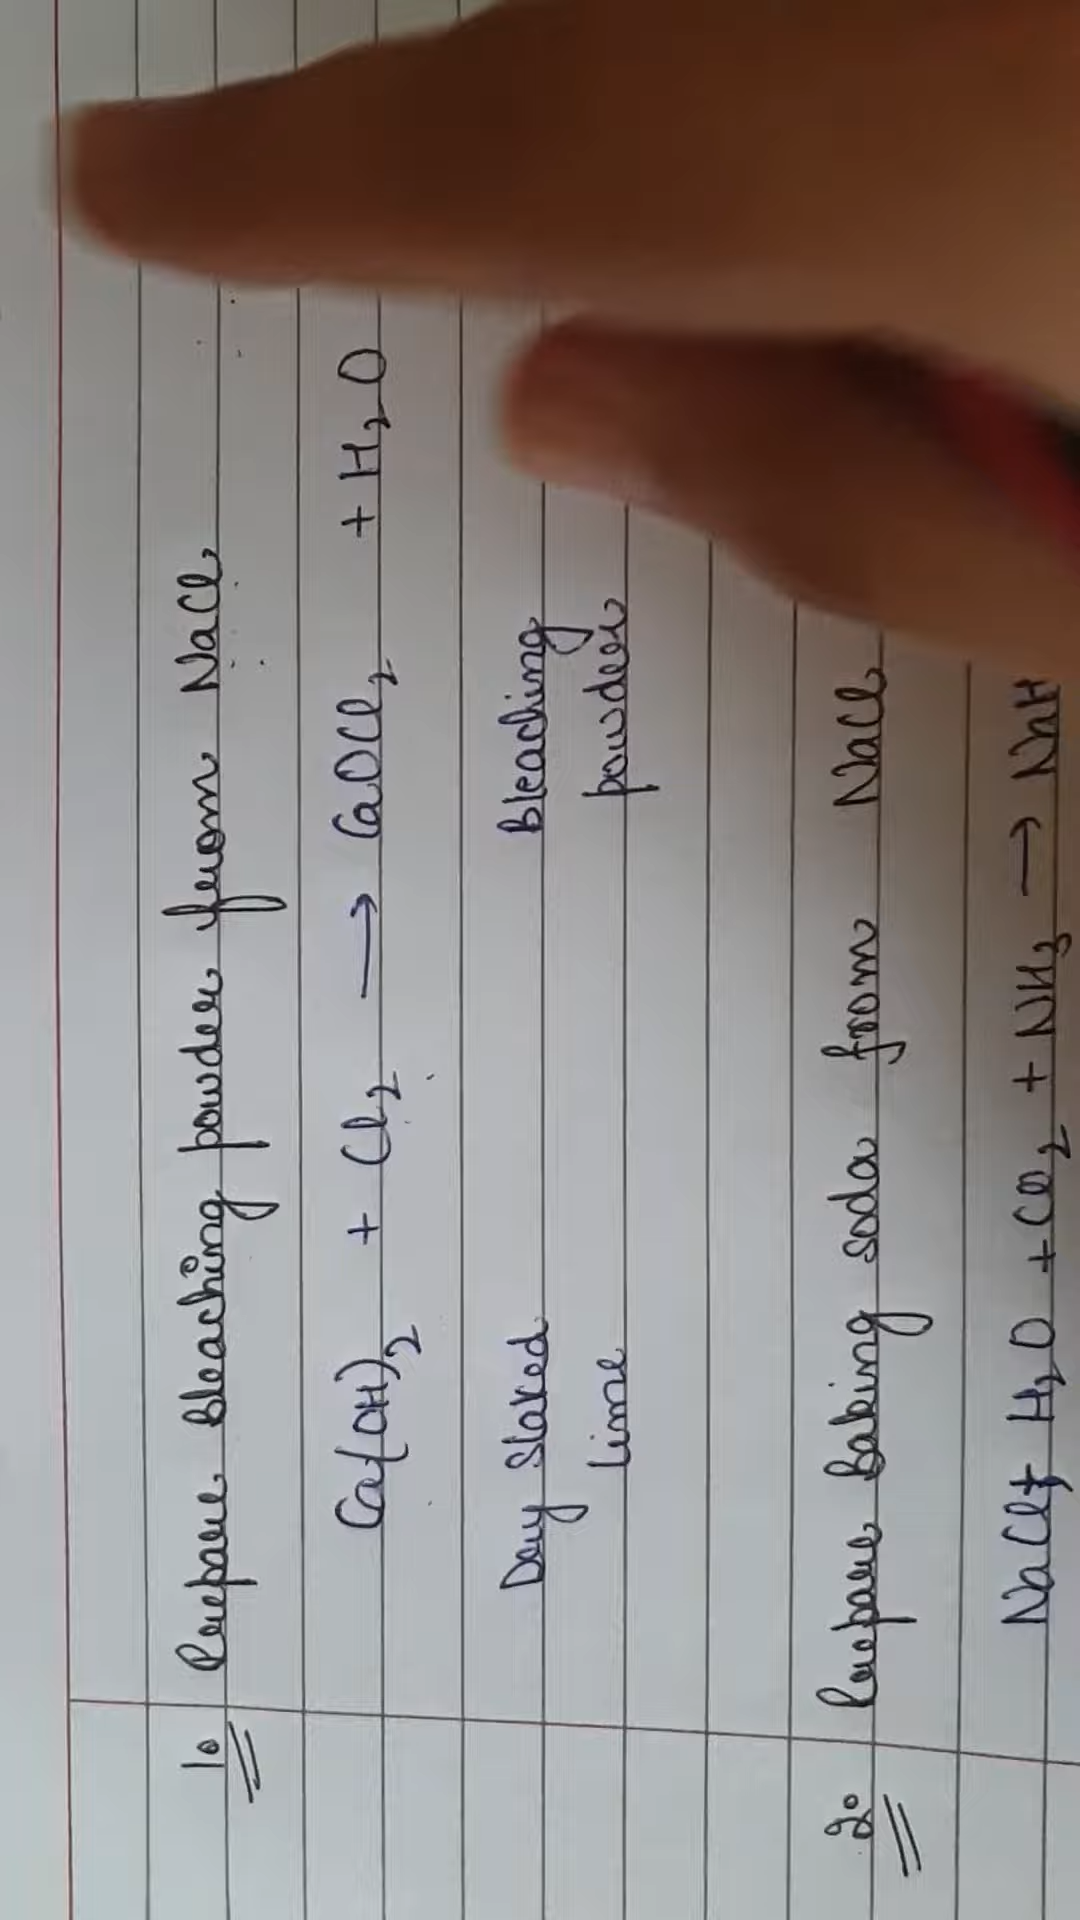 1. Prepare Bleaching powder from NaCl
Ca(OH)₂ + Cl₂ → CaOCl₂ + H₂O
Dry Slaked Bleaching
lime powder
2. Prepare Baking soda from NaCl
NaCl + H₂O + CO₂ + NH₃ → NH